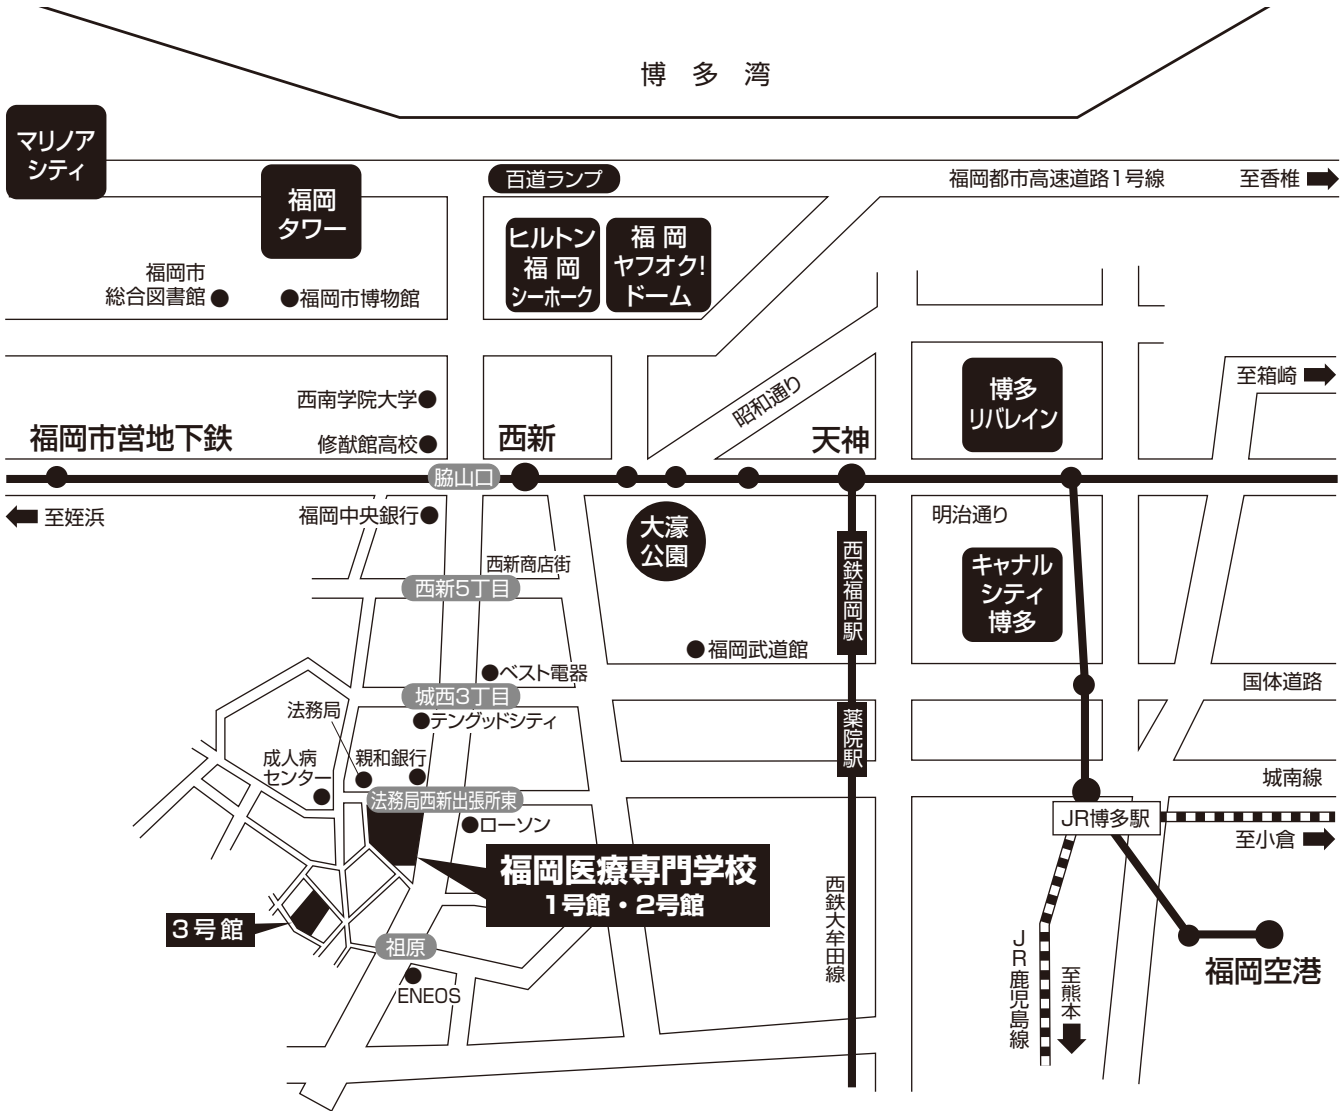 博多湾
マリノア
シティ
福岡
タワー
百道ランプ
福岡都市高速道路1号線
至香椎
ヒルトン
福岡
シーホーク
福岡
ヤフオク!
ドーム
福岡市
総合図書館
福岡市博物館
西南学院大学
修猷館高校
昭和通り
博多
リバレイン
至箱崎
福岡市営地下鉄
西新
天神
脇山口
至姪浜
福岡中央銀行
大濠
公園
明治通り
西新商店街
西新5丁目
西鉄福岡駅
キャナル
シティ
博多
福岡武道館
ベスト電器
城西3丁目
国体道路
法務局
テングッドシティ
薬院駅
成人病
センター
親和銀行
城南線
法務局西新出張所東
ローソン
JR博多駅
至小倉
福岡医療専門学校
1号館・2号館
3号館
祖原
ENEOS
西鉄大牟田線
JR鹿児島線
至熊本
福岡空港